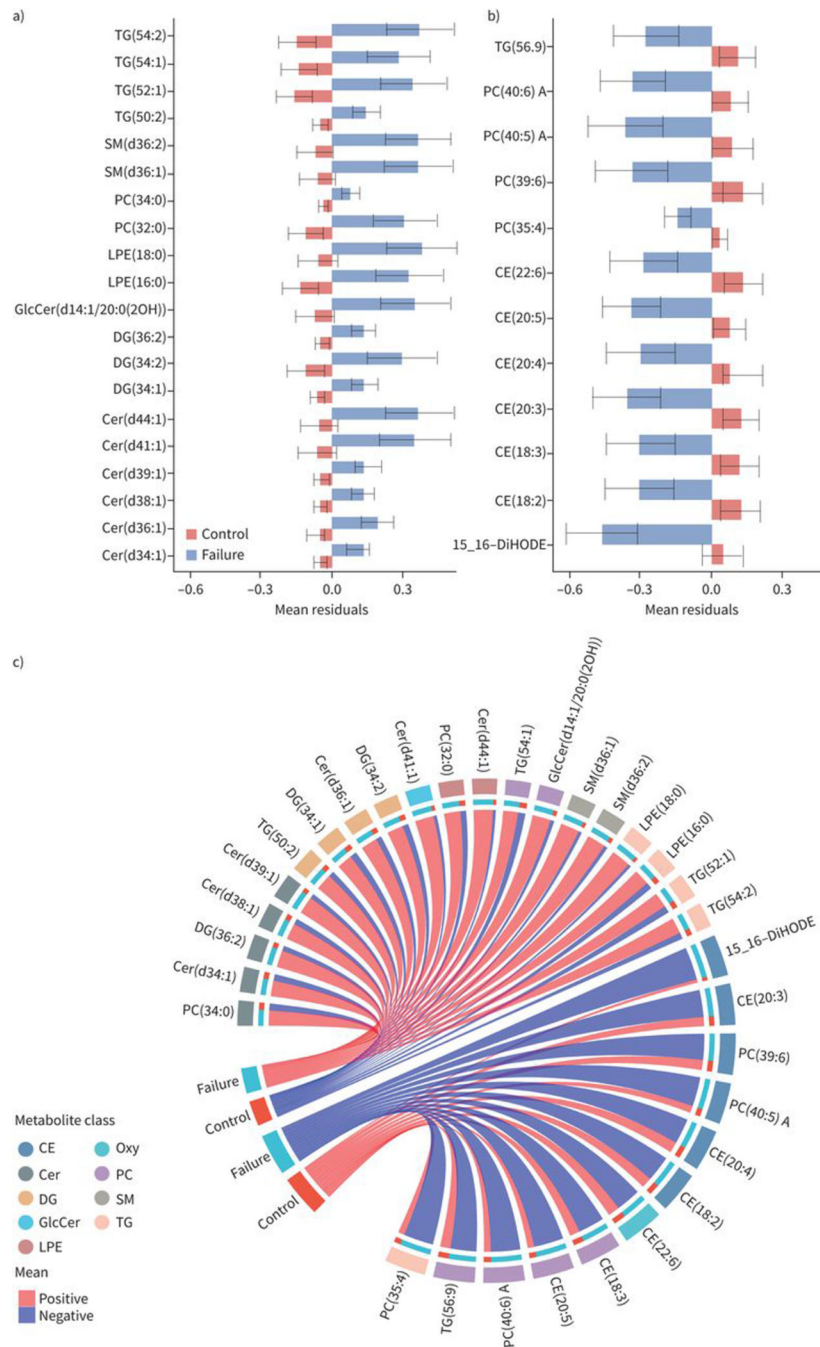 a)
TG(54:2)
TG(54:1)
TG(52:1)
TG(50:2)
SM(d36:2)
SM(d36:1)
PC(34:0)
PC(32:0)
LPE(18:0)
LPE(16:0)
GlcCer(d14:1/20:0(2OH))
DG(36:2)
DG(34:2)
DG(34:1)
Cer(d44:1)
Cer(d41:1)
Cer(d39:1)
Cer(d38:1)
Cer(d36:1)
Cer(d34:1)
Control
Failure
−0.6 −0.3 0.0 0.3
Mean residuals
b)
TG(56.9)
PC(40:6) A
PC(40:5) A
PC(39:6)
PC(35:4)
CE(22:6)
CE(20:5)
CE(20:4)
CE(20:3)
CE(18:3)
CE(18:2)
15_16–DiHODE
−0.6 −0.3 0.0 0.3
Mean residuals
c)
PC(34:0)
Cer(d34:1)
DG(36:2)
Cer(d38:1)
Cer(d39:1)
TG(50:2)
DG(34:1)
Cer(d36:1)
DG(34:2)
Cer(d41:1)
PC(32:0)
Cer(d44:1)
TG(54:1)
GlcCer(d14:1/20:0(2OH))
SM(d36:1)
SM(d36:2)
LPE(18:0)
LPE(16:0)
TG(52:1)
TG(54:2)
15_16–DiHODE
CE(20:3)
PC(39:6)
PC(40:5) A
CE(20:4)
CE(18:2)
CE(22:6)
CE(18:3)
CE(20:5)
PC(40:6) A
TG(56:9)
PC(35:4)
Failure
Control
Failure
Control
Metabolite class
CE
Cer
DG
GlcCer
LPE
Oxy
PC
SM
TG
Mean
Positive
Negative